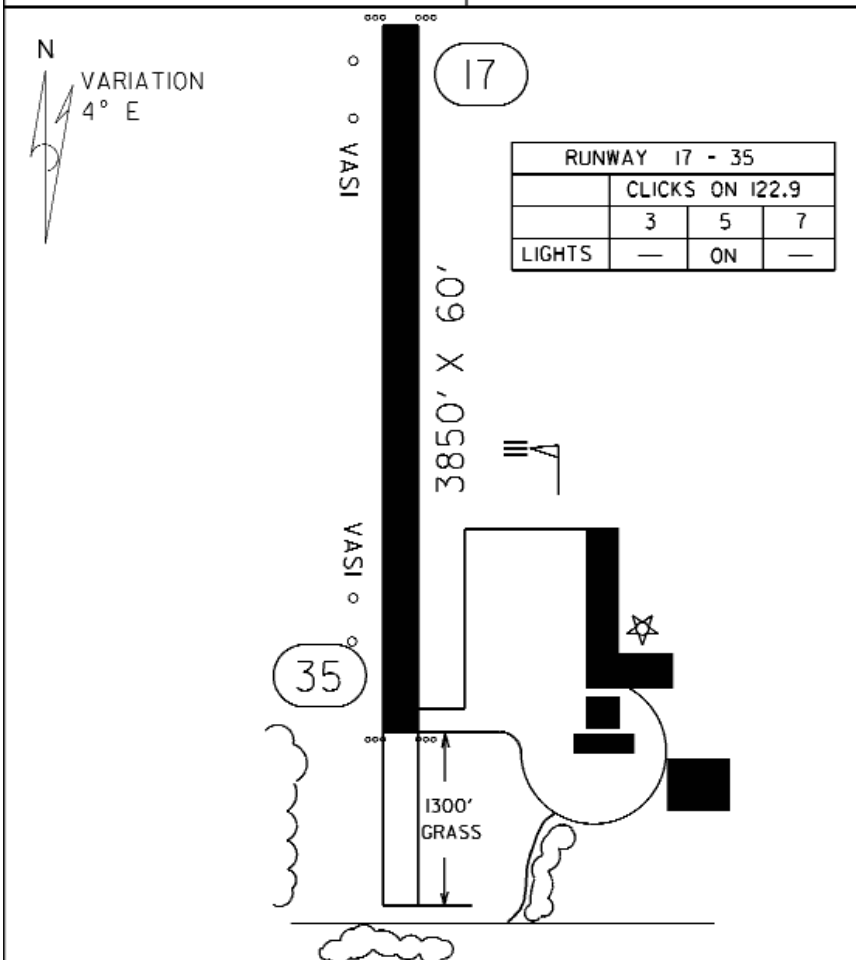 N
VARIATION
4° E
17
VASI
RUNWAY 17 - 35
CLICKS ON 122.9
3 5 7
LIGHTS — ON —
3850' X 60'
VASI
35
1300'
GRASS